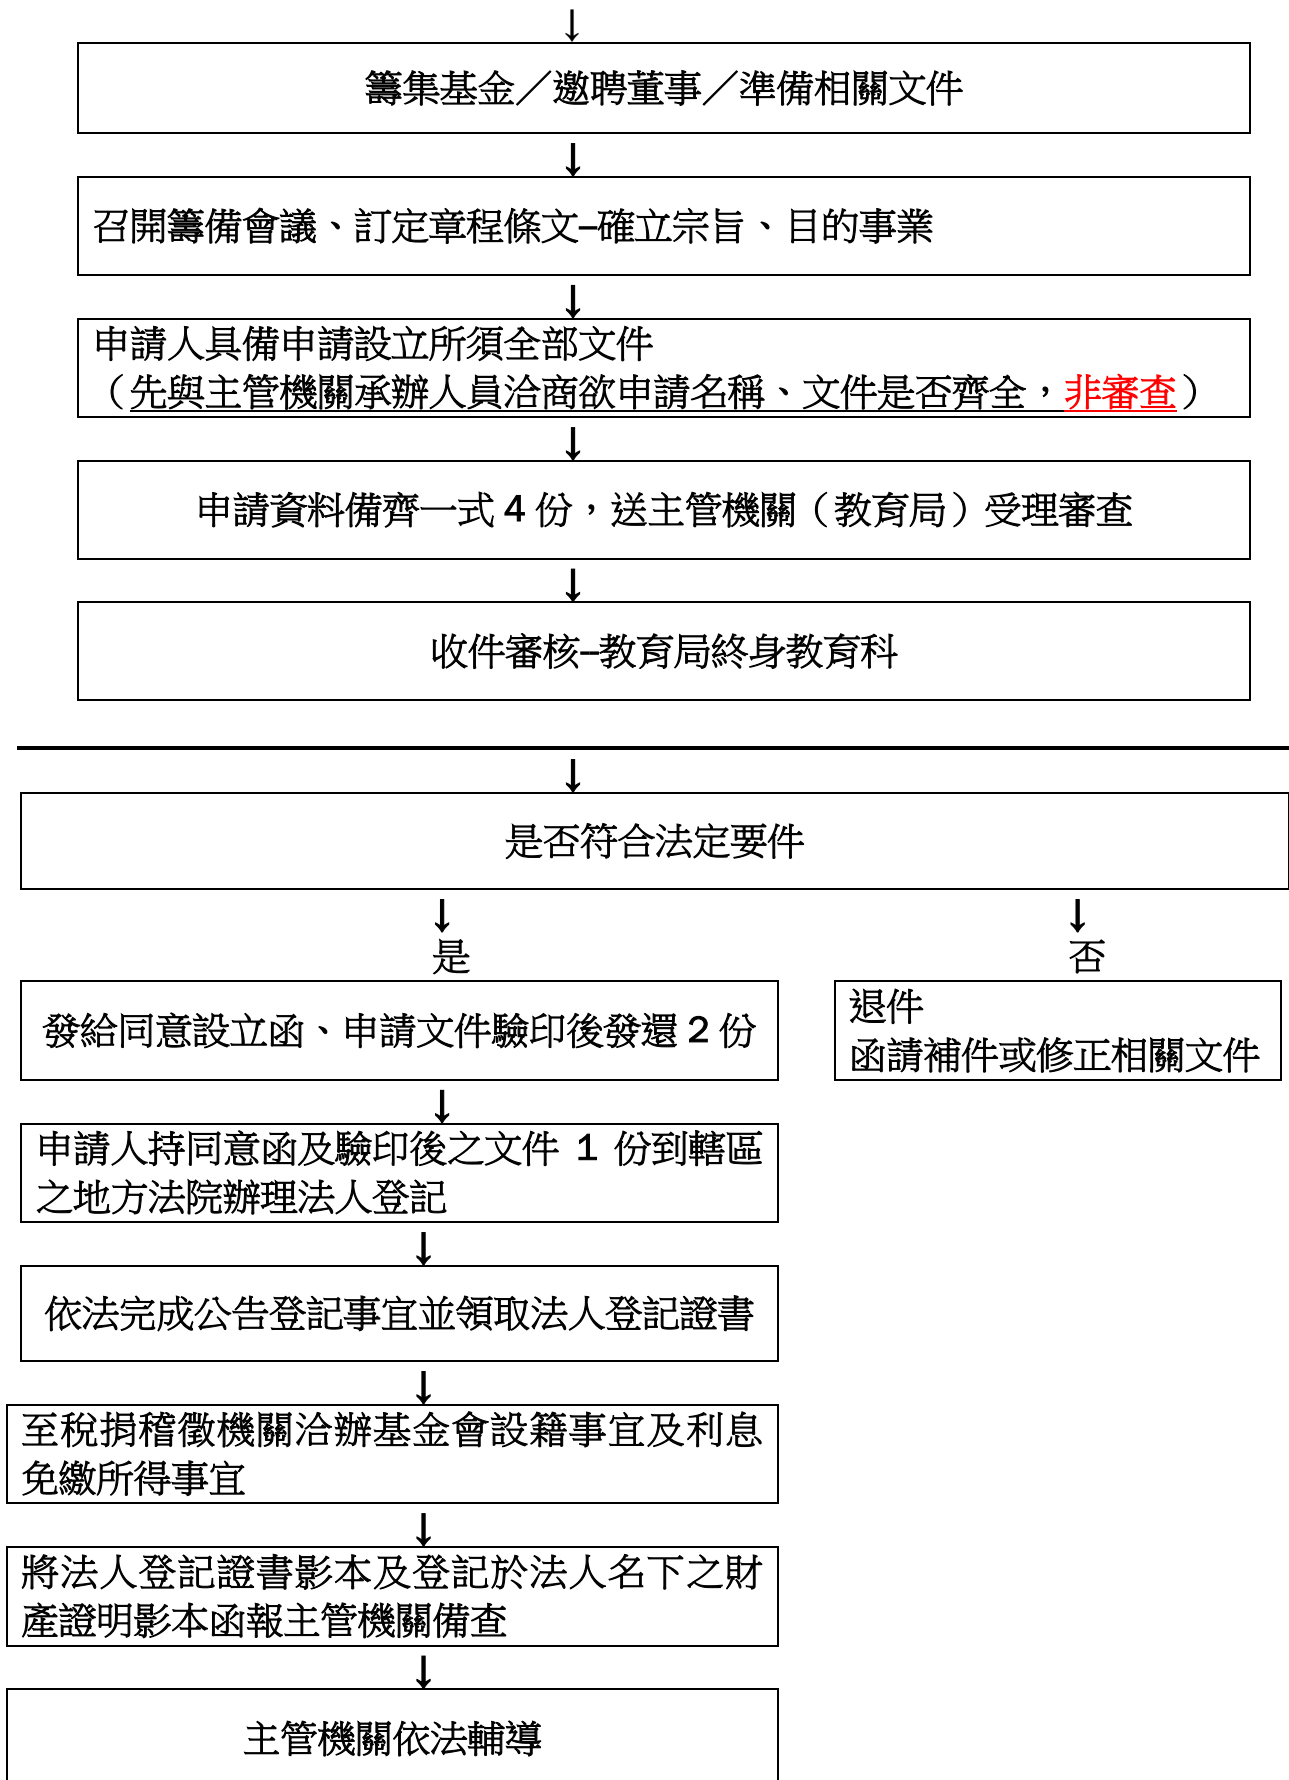 ↓
籌集基金／邀聘董事／準備相關文件
↓
召開籌備會議、訂定章程條文–確立宗旨、目的事業
↓
申請人具備申請設立所須全部文件
（先與主管機關承辦人員洽商欲申請名稱、文件是否齊全，非審查）
↓
申請資料備齊一式 4 份，送主管機關（教育局）受理審查
↓
收件審核–教育局終身教育科
↓
是否符合法定要件
↓ ↓
是 否
發給同意設立函、申請文件驗印後發還 2 份
退件
函請補件或修正相關文件
↓
申請人持同意函及驗印後之文件 1 份到轄區
之地方法院辦理法人登記
↓
依法完成公告登記事宜並領取法人登記證書
↓
至稅捐稽徵機關洽辦基金會設籍事宜及利息
免繳所得事宜
↓
將法人登記證書影本及登記於法人名下之財
產證明影本函報主管機關備查
↓
主管機關依法輔導